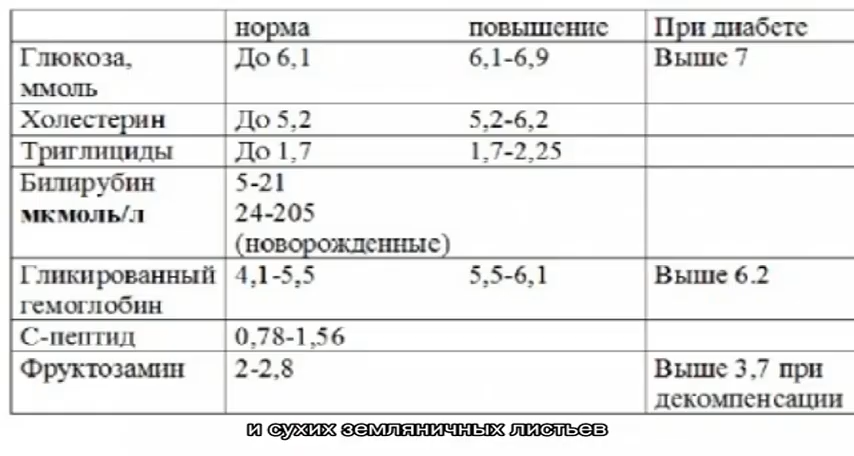 норма повышение При диабете
Глюкоза, До 6,1 6,1-6,9 Выше 7
ммоль
Холестерин До 5,2 5,2-6,2
Триглициды До 1,7 1,7-2,25
Билирубин 5-21
мкмоль/л 24-205
(новорожденные)
Гликированный 4,1-5,5 5,5-6,1 Выше 6.2
гемоглобин
С-пептид 0,78-1,56
Фруктозамин 2-2,8 Выше 3,7 при
декомпенсации
и сухих земляничных листьев